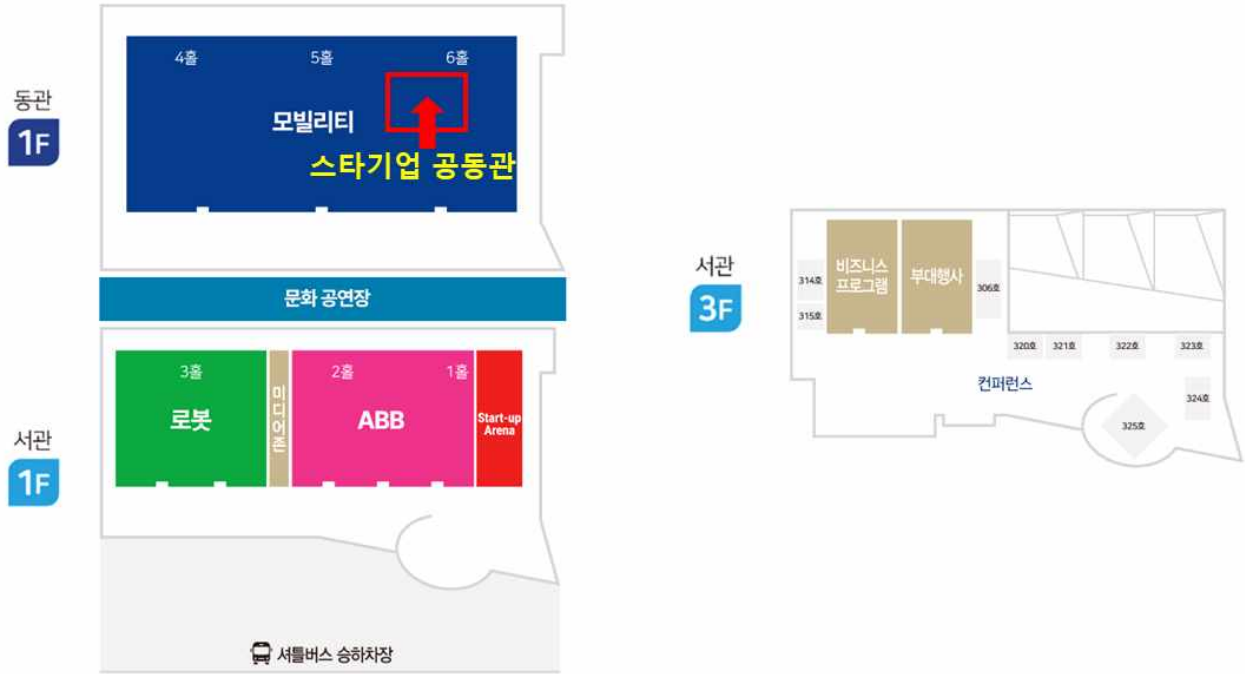 동관
1F
4홀
5홀
6홀
모빌리티
스타기업 공동관
문화 공연장
서관
1F
3홀
로봇
미디어존
2홀
1홀
ABB
Start-up
Arena
셔틀버스 승하차장
서관
3F
314호
315호
비즈니스
프로그램
부대행사
306호
320호
321호
322호
323호
컨퍼런스
324호
325호